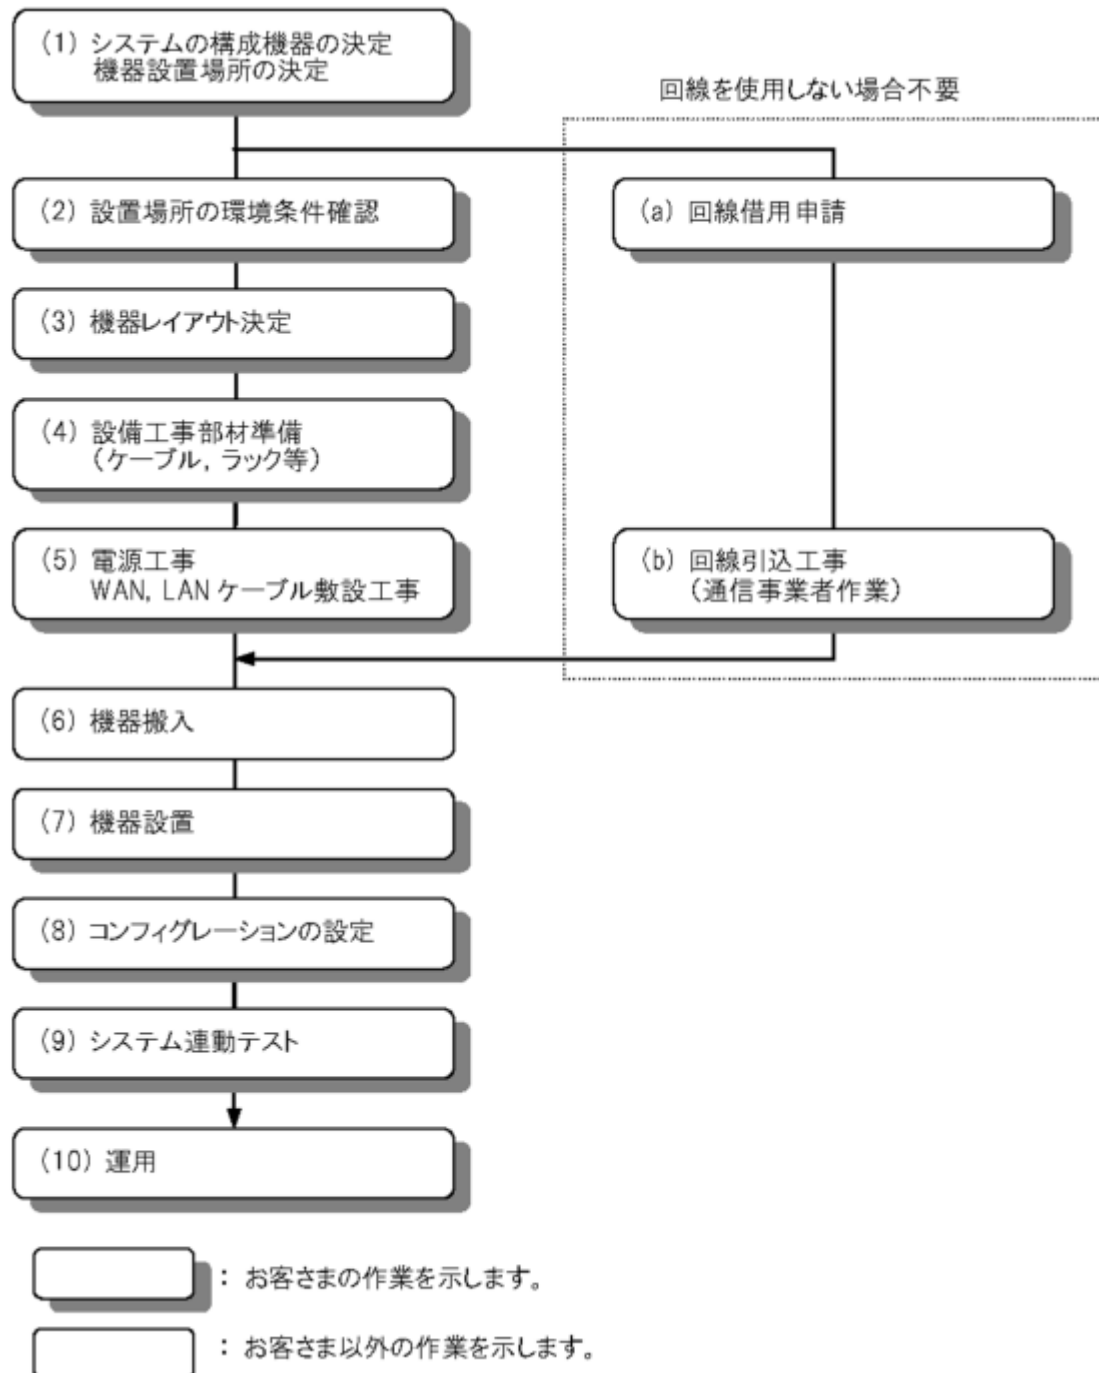 (1) システムの構成機器の決定
機器設置場所の決定
回線を使用しない場合不要
(2) 設置場所の環境条件確認
(a) 回線借用申請
(3) 機器レイアウト決定
(4) 設備工事部材準備
(ケーブル, ラック等)
(5) 電源工事
WAN, LAN ケーブル敷設工事
(b) 回線引込工事
(通信事業者作業)
(6) 機器搬入
(7) 機器設置
(8) コンフィグレーションの設定
(9) システム連動テスト
(10) 運用
: お客さまの作業を示します。
: お客さま以外の作業を示します。